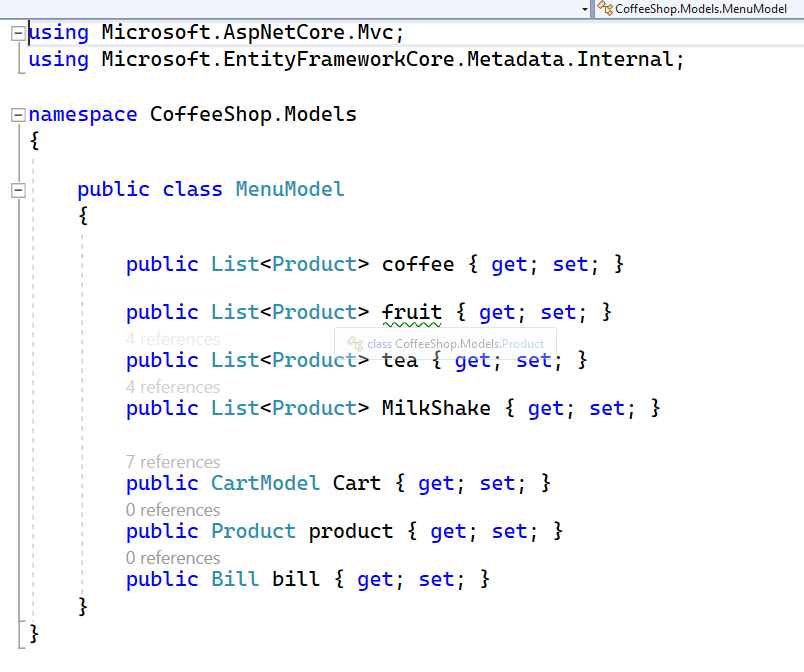 CoffeeShop.Models.MenuModel
using Microsoft.AspNetCore.Mvc;
using Microsoft.EntityFrameworkCore.Metadata.Internal;
namespace CoffeeShop.Models
{
public class MenuModel
{
public List<Product> coffee { get; set; }
public List<Product> fruit { get; set; }
4 references
class CoffeeShop.Models.Product
public List<Product> tea { get; set; }
4 references
public List<Product> MilkShake { get; set; }
7 references
public CartModel Cart { get; set; }
0 references
public Product product { get; set; }
0 references
public Bill bill { get; set; }
}
}